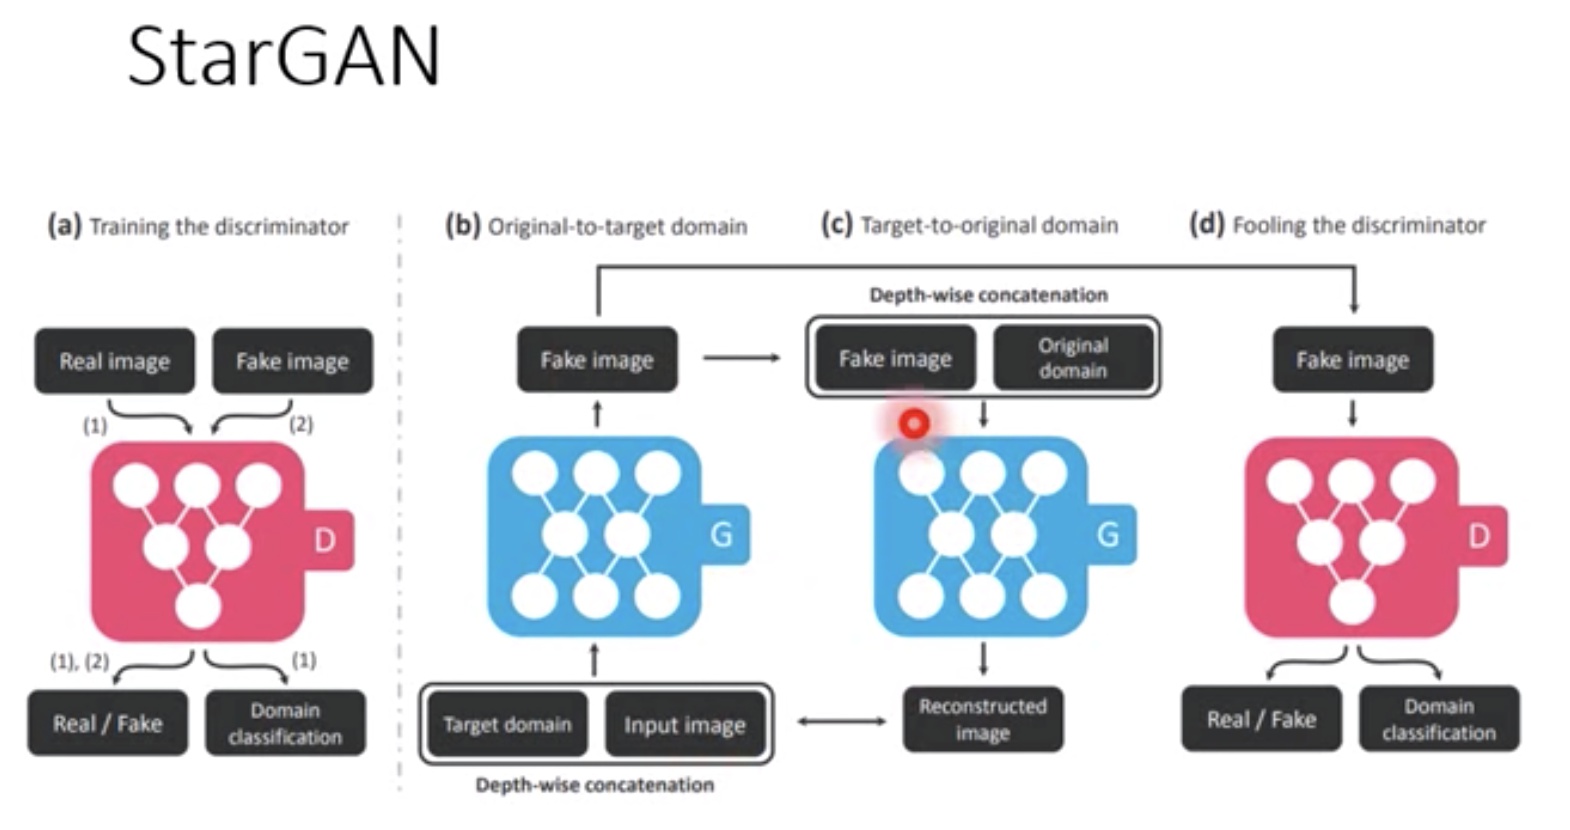 StarGAN
(a) Training the discriminator
(b) Original-to-target domain
(c) Target-to-original domain
(d) Fooling the discriminator
Real image
Fake image
(1)
(2)
D
(1), (2)
(1)
Real / Fake
Domain
classification
Fake image
G
Target domain
Input image
Depth-wise concatenation
Depth-wise concatenation
Fake image
Original
domain
G
Reconstructed
image
Fake image
D
Real / Fake
Domain
classification